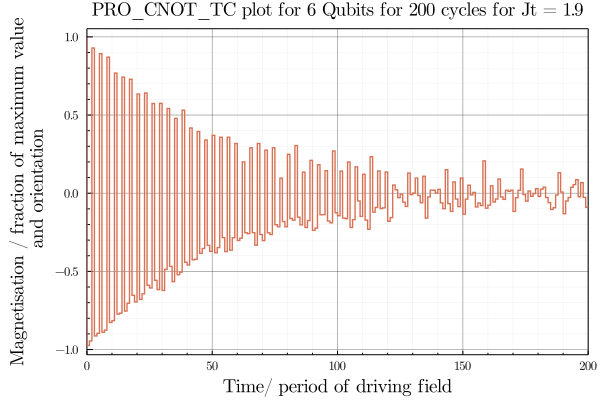 PRO_CNOT_TC plot for 6 Qubits for 200 cycles for Jt = 1.9
Magnetisation / fraction of maximum value
and orientation
1.0
0.5
0.0
−0.5
−1.0
0
50
100
150
200
Time/ period of driving field